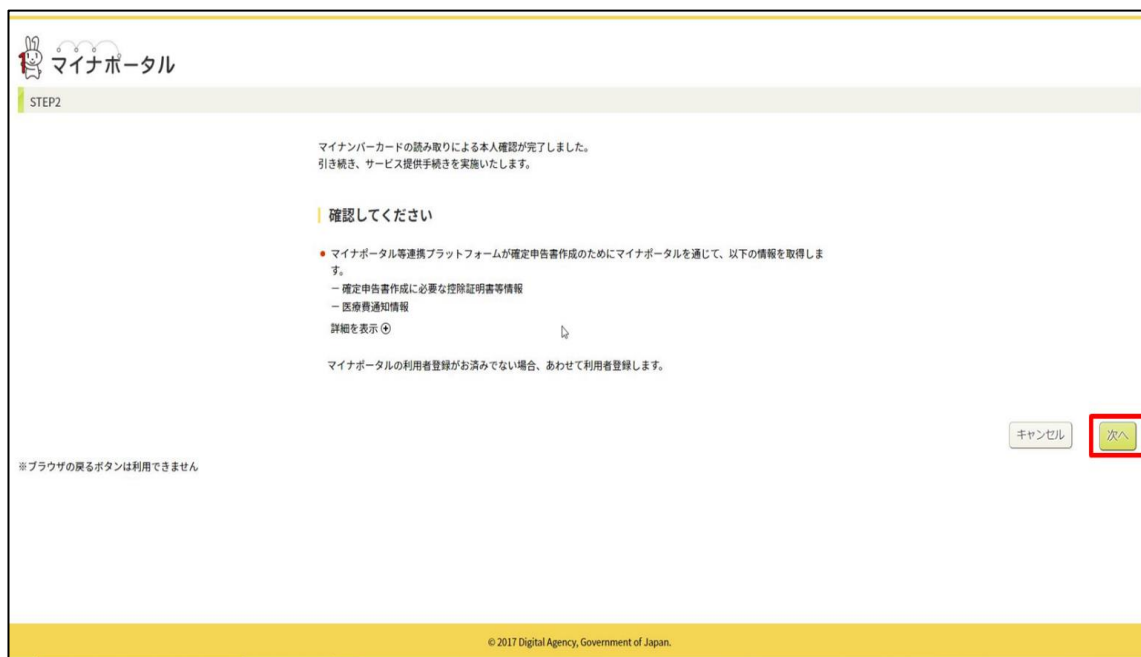 マイナポータル
STEP2
マイナンバーカードの読み取りによる本人確認が完了しました。
引き続き、サービス提供手続きを実施いたします。
確認してください
● マイナポータル等連携プラットフォームが確定申告書作成のためにマイナポータルを通じて、以下の情報を取得しま
す。
－ 確定申告書作成に必要な控除証明書等情報
－ 医療費通知情報
詳細を表示
マイナポータルの利用者登録がお済みでない場合、あわせて利用者登録します。
キャンセル 次へ
※ブラウザの戻るボタンは利用できません
© 2017 Digital Agency, Government of Japan.